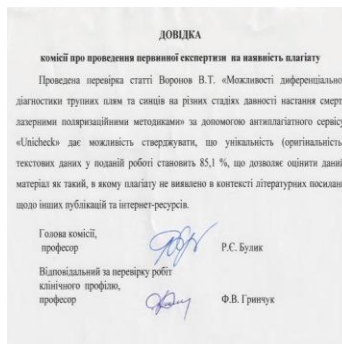 ДОВІДКА
комісії про проведення первинної експертизи на наявність плагіату
Проведена перевірка статті Воронов В.Т. «Можливості диференціально
діагностики трупних плям та синців на різних стадіях давності настання смерт
лазерними поляризаційними методиками» за допомогою антиплагіатного сервісу
«Unicheck» дає можливість стверджувати, що унікальність (оригінальність
текстових даних у поданій роботі становить 85,1 %, що дозволяє оцінити даний
матеріал як такий, в якому плагіату не виявлено в контексті літературних посилань
щодо інших публікацій та інтернет-ресурсів.
Голова комісії,
професор Р.Є. Булик
Відповідальний за перевірку робіт
клінічного профілю,
професор Ф.В. Гринчук